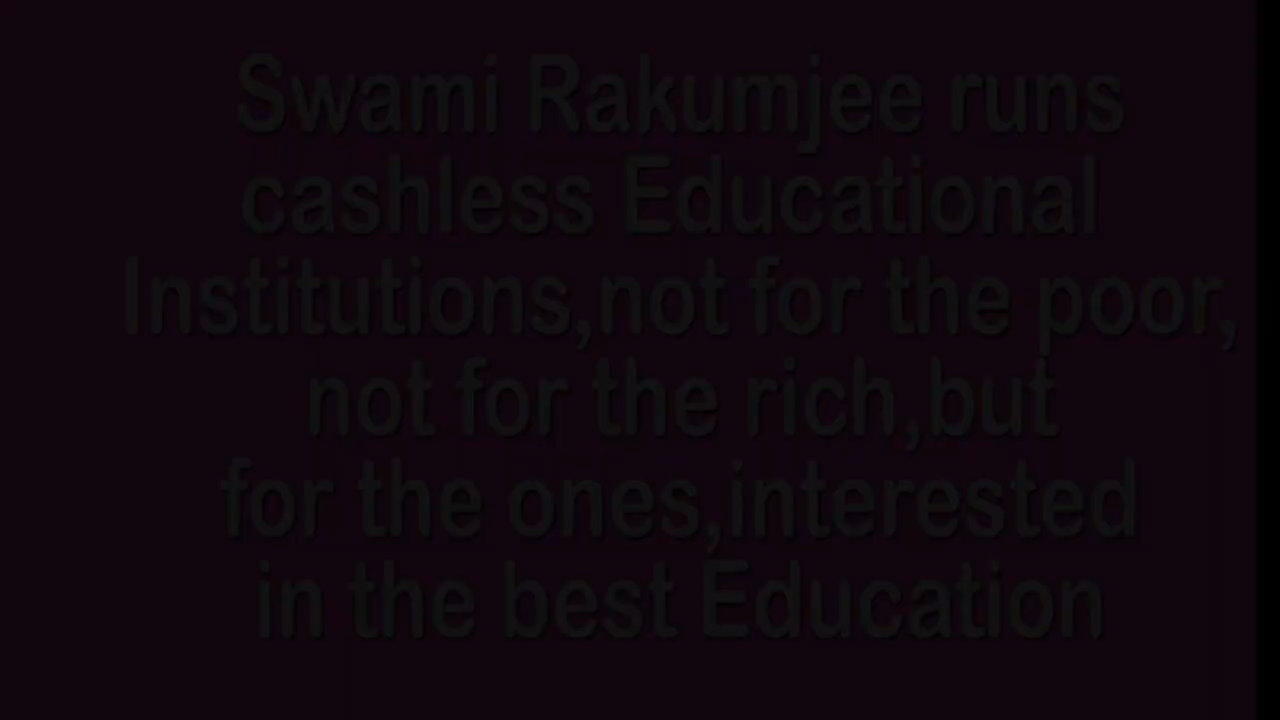 Swami Rakumjee runs
cashless Educational
Institutions,not for the poor,
not for the rich,but
for the ones,interested
in the best Education